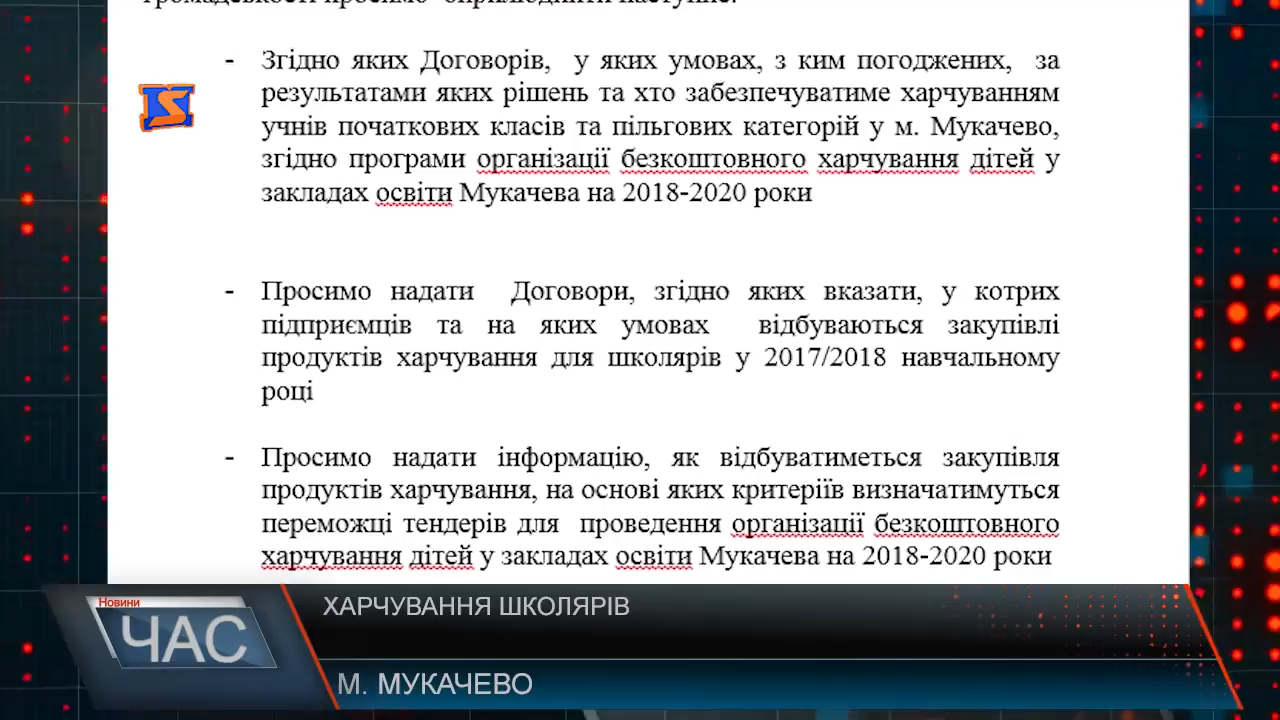 громадськості просимо оприлюднити наступне:
- Згідно яких Договорів, у яких умовах, з ким погоджених, за
результатами яких рішень та хто забезпечуватиме харчуванням
учнів початкових класів та пільгових категорій у м. Мукачево,
згідно програми організації безкоштовного харчування дітей у
закладах освіти Мукачева на 2018-2020 роки
- Просимо надати Договори, згідно яких вказати, у котрих
підприємців та на яких умовах відбуваються закупівлі
продуктів харчування для школярів у 2017/2018 навчальному
році
- Просимо надати інформацію, як відбуватиметься закупівля
продуктів харчування, на основі яких критеріїв визначатимуться
переможці тендерів для проведення організації безкоштовного
харчування дітей у закладах освіти Мукачева на 2018-2020 роки
Новини
ЧАС
ХАРЧУВАННЯ ШКОЛЯРІВ
М. МУКАЧЕВО